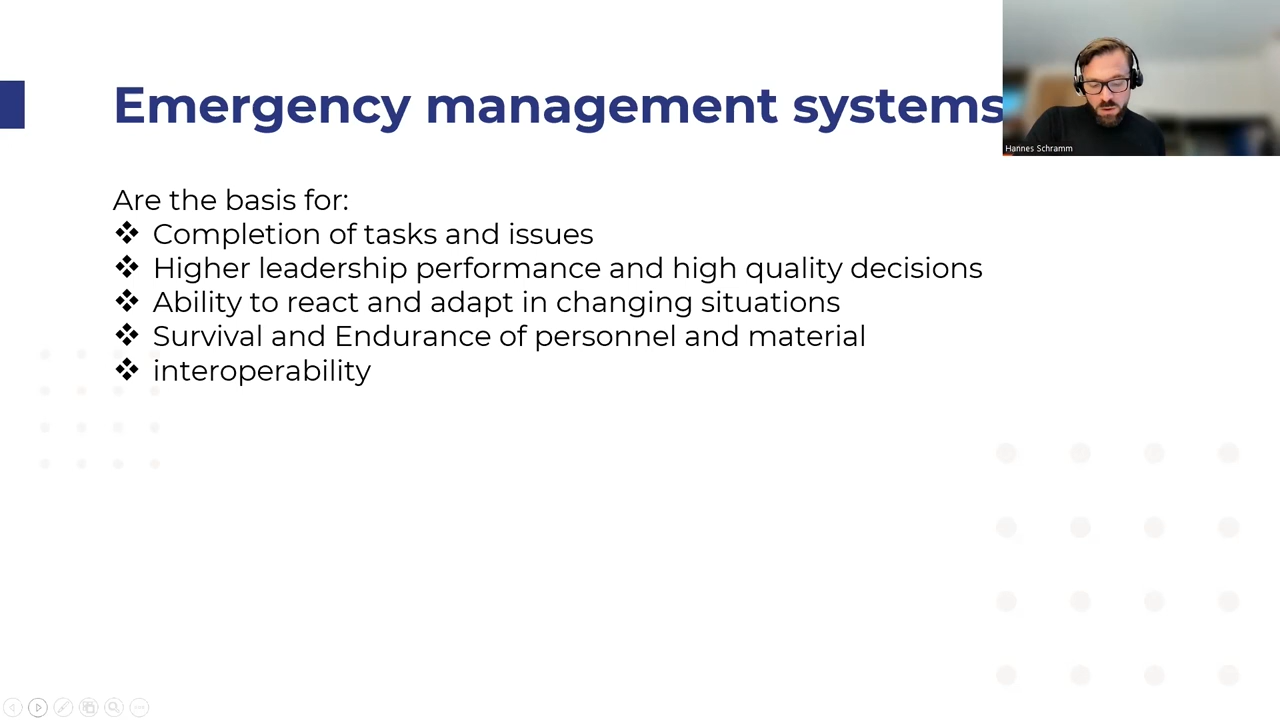 Emergency management systems
Hannes Schramm
Are the basis for:
❖ Completion of tasks and issues
❖ Higher leadership performance and high quality decisions
❖ Ability to react and adapt in changing situations
❖ Survival and Endurance of personnel and material
❖ interoperability